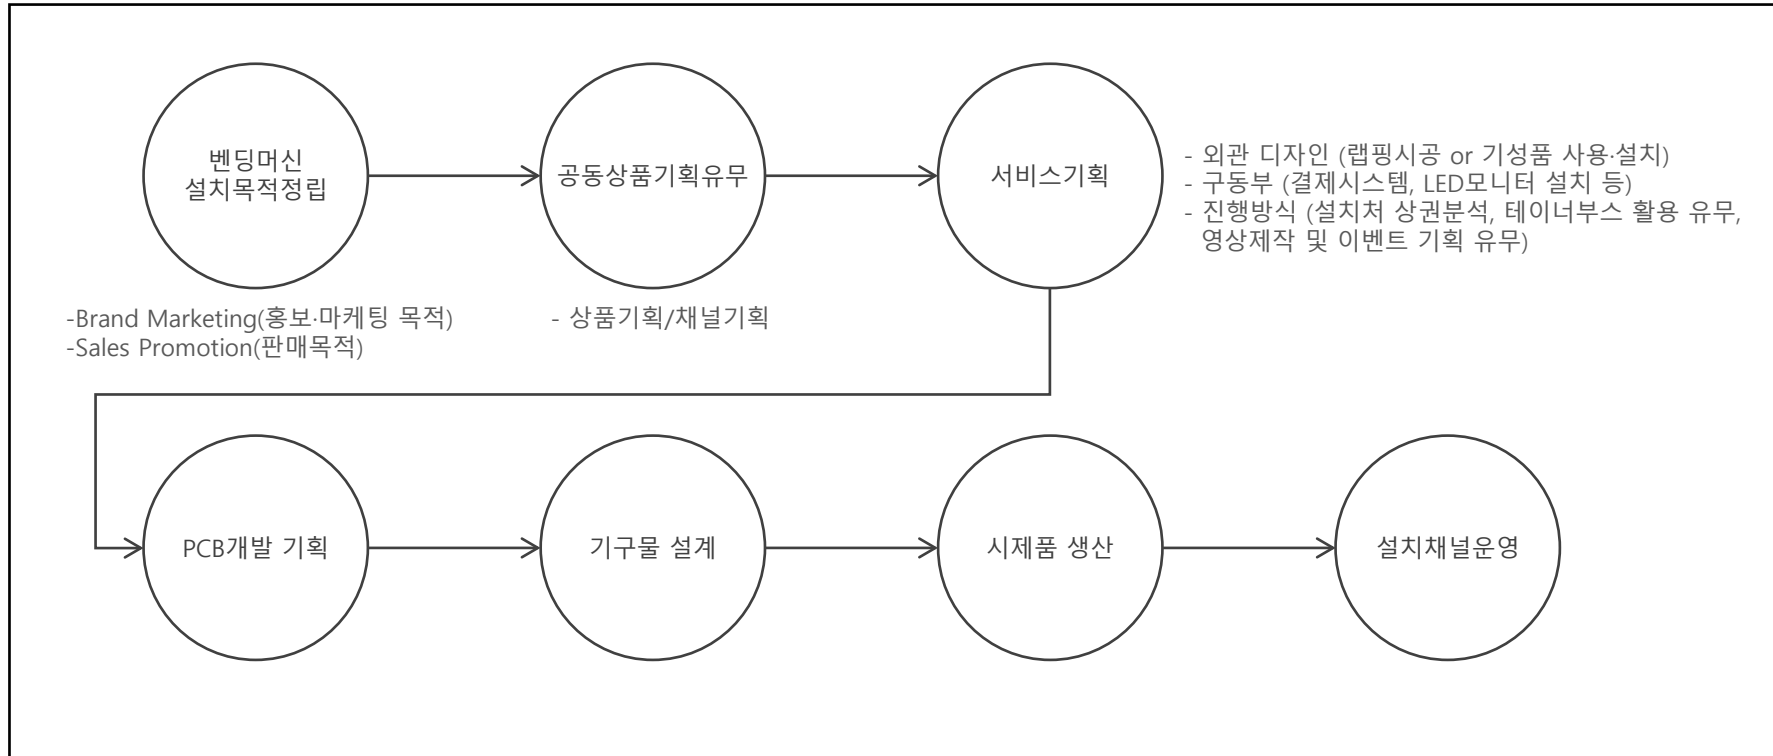 벤딩머신
설치목적정립
공동상품기획유무
서비스기획
- 외관 디자인 (랩핑시공 or 기성품 사용·설치)
- 구동부 (결제시스템, LED모니터 설치 등)
- 진행방식 (설치처 상권분석, 테이너부스 활용 유무,
영상제작 및 이벤트 기획 유무)
-Brand Marketing(홍보·마케팅 목적)
-Sales Promotion(판매목적)
- 상품기획/채널기획
PCB개발 기획
기구물 설계
시제품 생산
설치채널운영